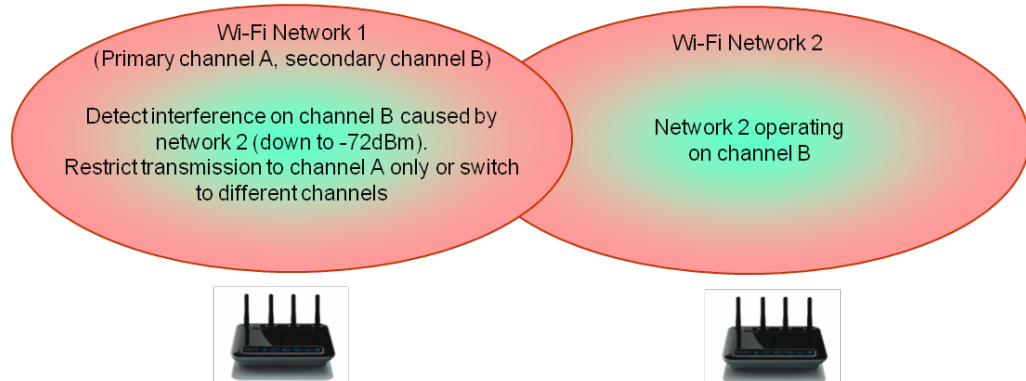 Wi-Fi Network 1
(Primary channel A, secondary channel B)
Detect interference on channel B caused by
network 2 (down to -72dBm).
Restrict transmission to channel A only or switch
to different channels
Wi-Fi Network 2
Network 2 operating
on channel B